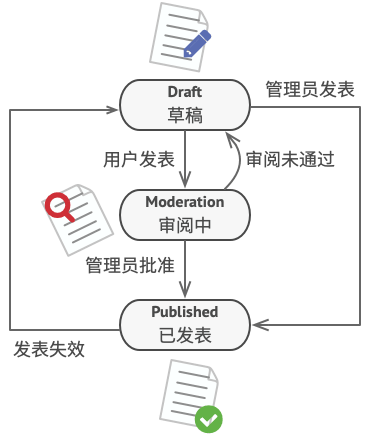 Draft
草稿
管理员发表
用户发表
审阅未通过
Moderation
审阅中
管理员批准
Published
已发表
发表失效